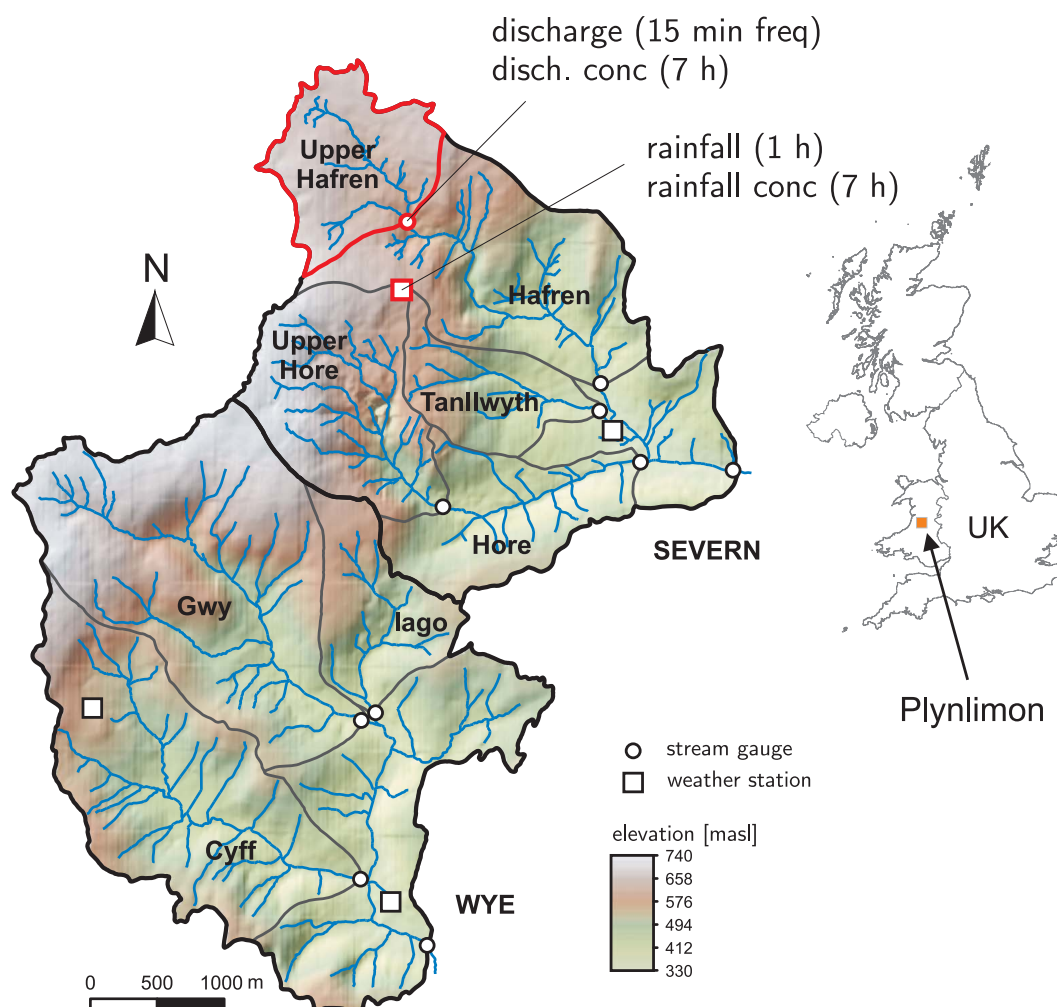 discharge (15 min freq)
disch. conc (7 h)
rainfall (1 h)
rainfall conc (7 h)
Upper
Hafren
N
Hafren
Upper
Hore
Tanllwyth
Hore
SEVERN
UK
Gwy
Iago
Plynlimon
stream gauge
weather station
elevation [masl]
740
658
576
494
412
330
Cyff
WYE
0 500 1000 m